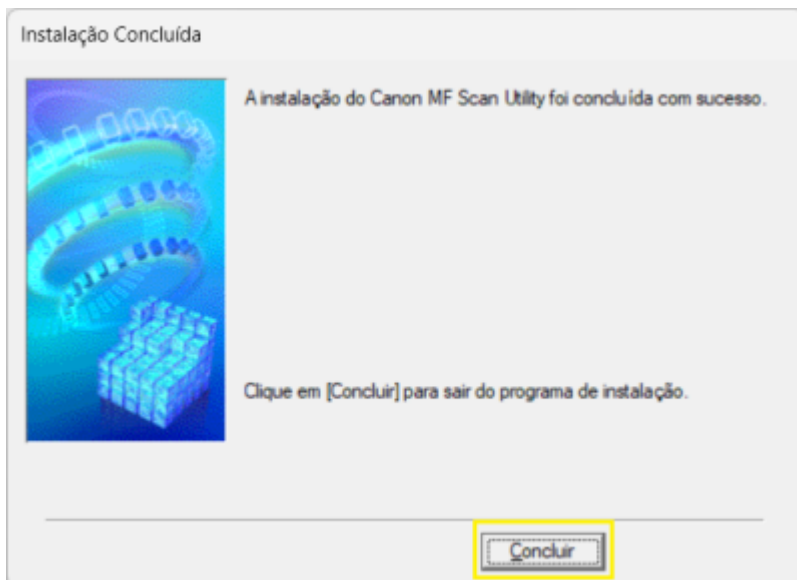 Instalação Concluída
A instalação do Canon MF Scan Utility foi concluída com sucesso.
Clique em [Concluir] para sair do programa de instalação.
Concluir